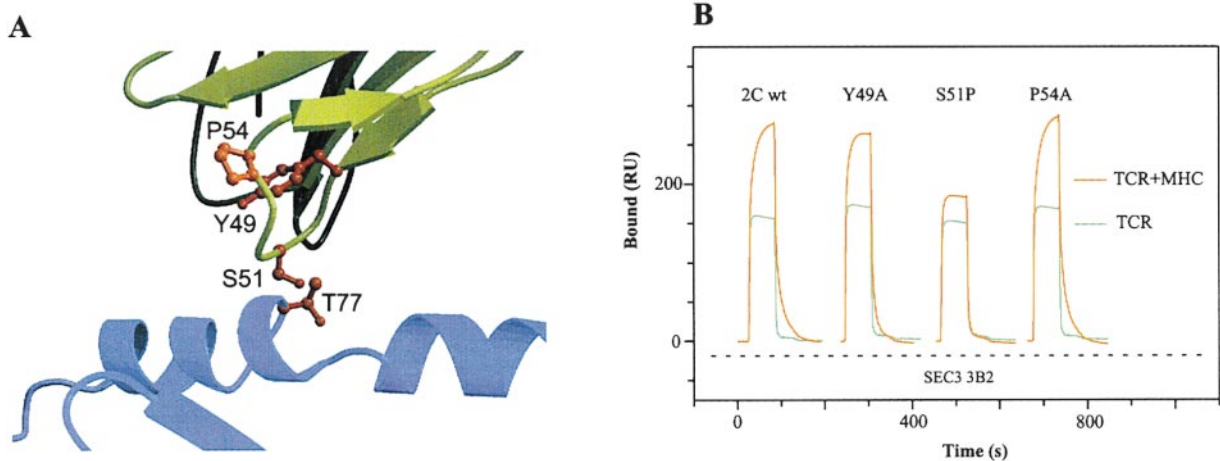 A
P54
Y49
S51
T77
B
2C wt Y49A S51P P54A
200
0
Bound (RU)
TCR+MHC
TCR
SEC3 3B2
0 400 800
Time (s)